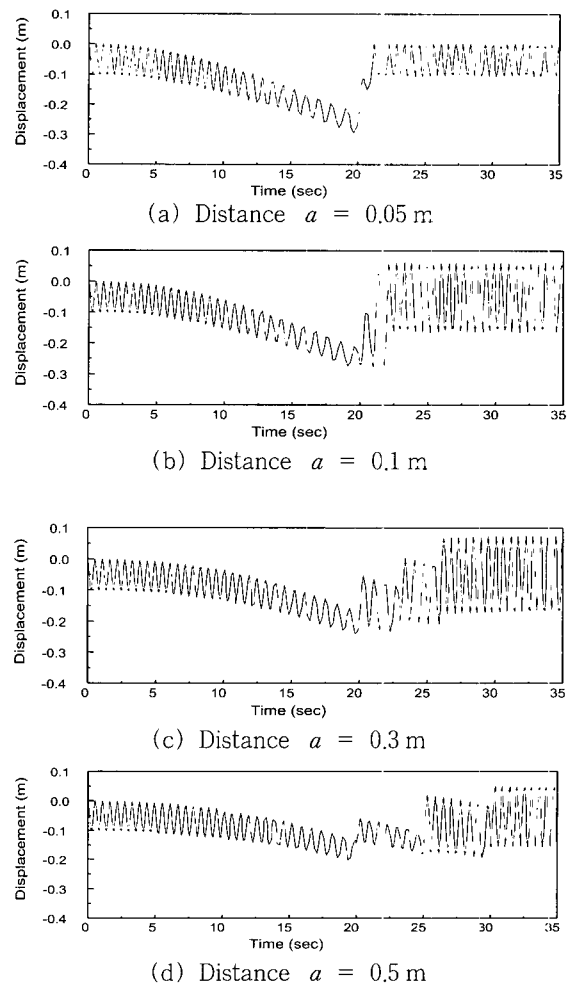 0.1
0.0
-0.1
-0.2
-0.3
-0.4
Displacement (m)
0 5 10 15 20 25 30 35
Time (sec)
(a) Distance a = 0.05 m
0.1
0.0
-0.1
-0.2
-0.3
-0.4
Displacement (m)
0 5 10 15 20 25 30 35
Time (sec)
(b) Distance a = 0.1 m
0.1
0.0
-0.1
-0.2
-0.3
-0.4
Displacement (m)
0 5 10 15 20 25 30 35
Time (sec)
(c) Distance a = 0.3 m
0.1
0.0
-0.1
-0.2
-0.3
-0.4
Displacement (m)
0 5 10 15 20 25 30 35
Time (sec)
(d) Distance a = 0.5 m